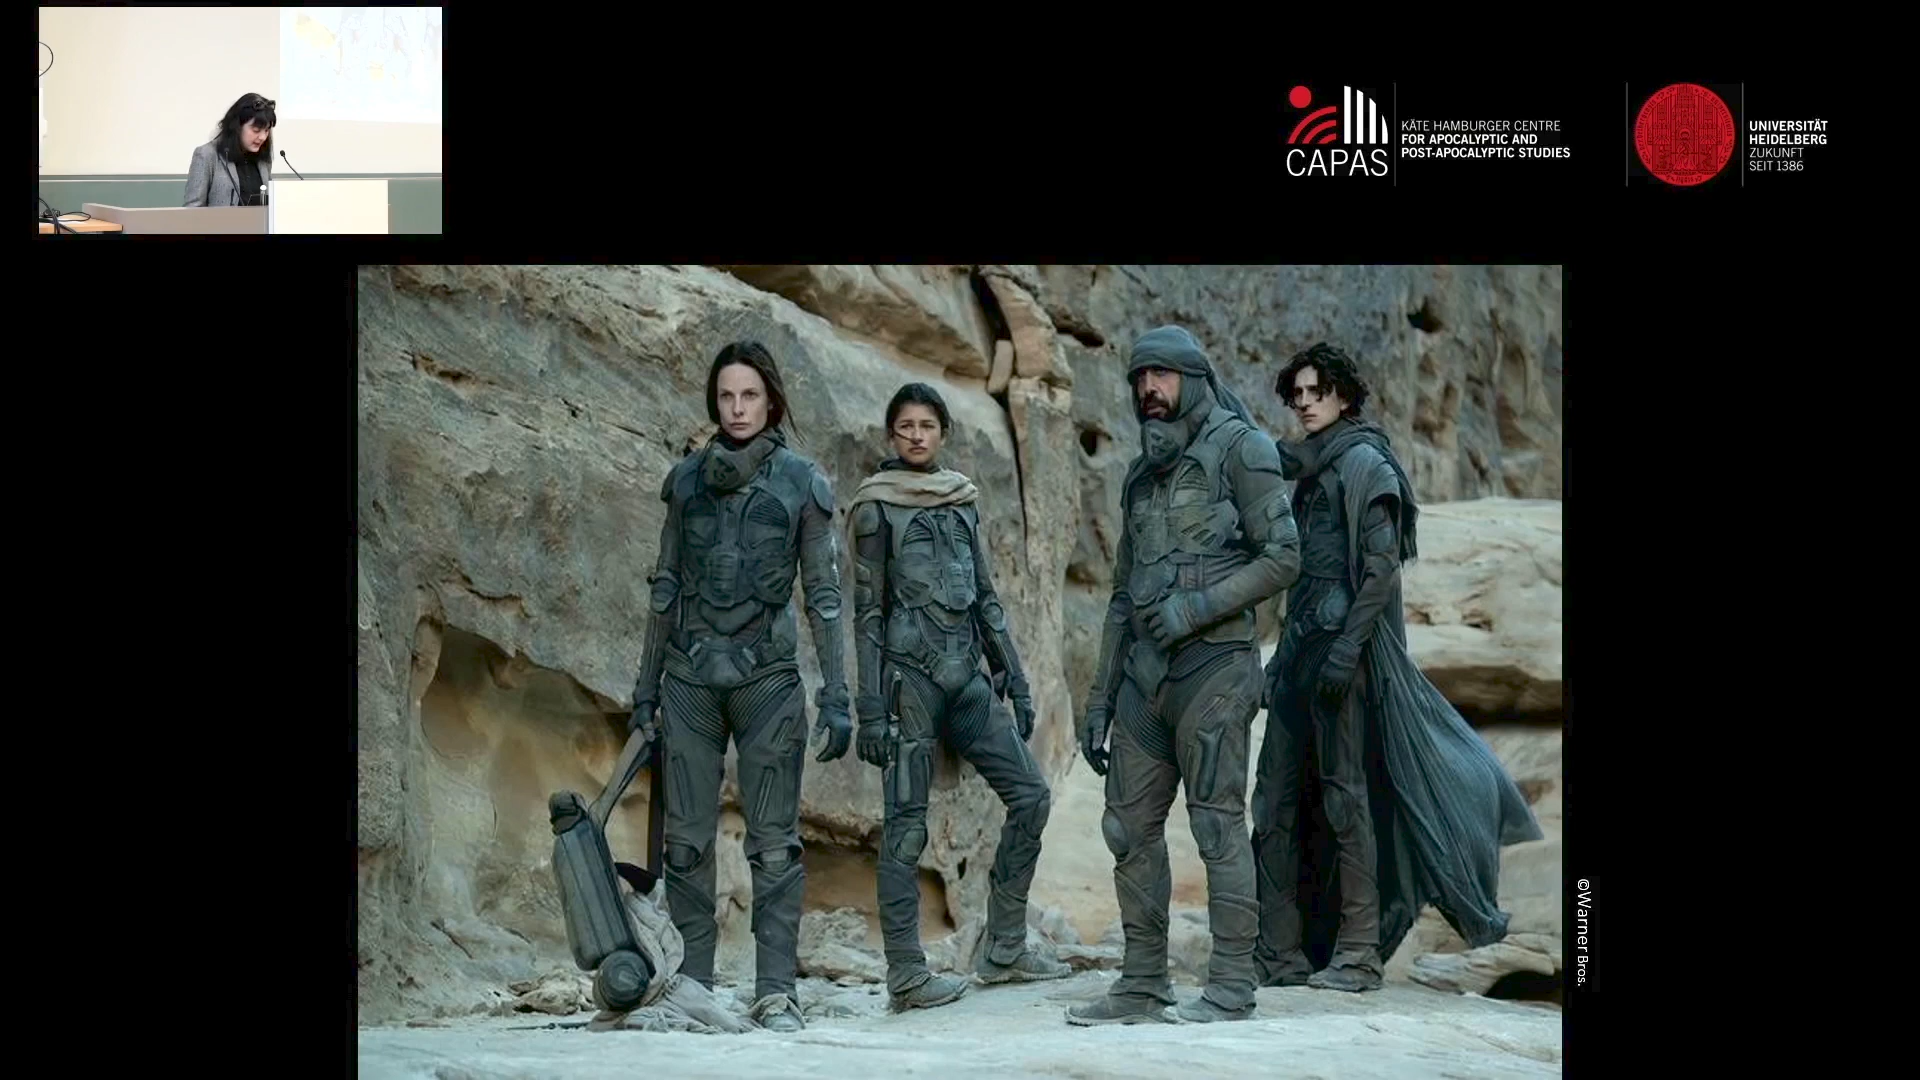 KÄTE HAMBURGER CENTRE
FOR APOCALYPTIC AND
POST-APOCALYPTIC STUDIES
CAPAS
UNIVERSITÄT
HEIDELBERG
ZUKUNFT
SEIT 1386
©Warner Bros.